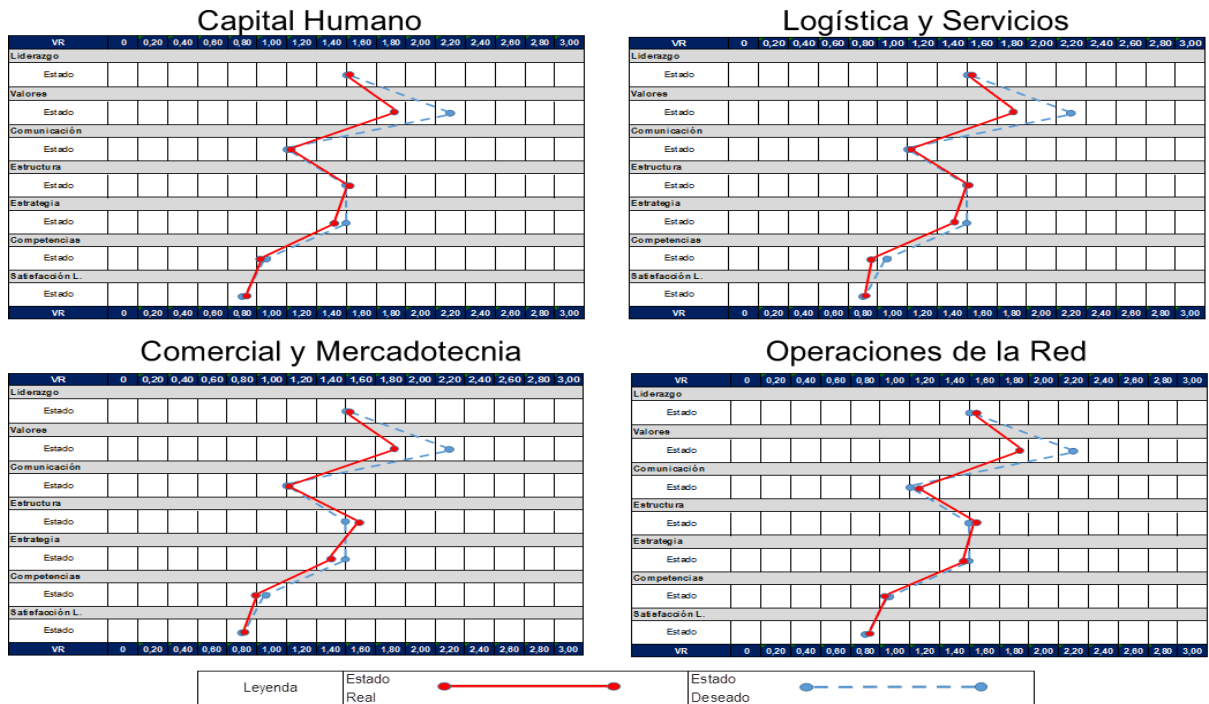 Capital Humano
VR 0 0,20 0,40 0,60 0,80 1,00 1,20 1,40 1,60 1,80 2,00 2,20 2,40 2,60 2,80 3,00
Liderazgo
Estado
Valores
Estado
Comunicación
Estado
Estructura
Estado
Estrategia
Estado
Competencias
Estado
Satisfacción L.
Estado
VR 0 0,20 0,40 0,60 0,80 1,00 1,20 1,40 1,60 1,80 2,00 2,20 2,40 2,60 2,80 3,00
Logística y Servicios
VR 0 0,20 0,40 0,60 0,80 1,00 1,20 1,40 1,60 1,80 2,00 2,20 2,40 2,60 2,80 3,00
Liderazgo
Estado
Valores
Estado
Comunicación
Estado
Estructura
Estado
Estrategia
Estado
Competencias
Estado
Satisfacción L.
Estado
VR 0 0,20 0,40 0,60 0,80 1,00 1,20 1,40 1,60 1,80 2,00 2,20 2,40 2,60 2,80 3,00
Comercial y Mercadotecnia
VR 0 0,20 0,40 0,60 0,80 1,00 1,20 1,40 1,60 1,80 2,00 2,20 2,40 2,60 2,80 3,00
Liderazgo
Estado
Valores
Estado
Comunicación
Estado
Estructura
Estado
Estrategia
Estado
Competencias
Estado
Satisfacción L.
Estado
VR 0 0,20 0,40 0,60 0,80 1,00 1,20 1,40 1,60 1,80 2,00 2,20 2,40 2,60 2,80 3,00
Operaciones de la Red
VR 0 0,20 0,40 0,60 0,80 1,00 1,20 1,40 1,60 1,80 2,00 2,20 2,40 2,60 2,80 3,00
Liderazgo
Estado
Valores
Estado
Comunicación
Estado
Estructura
Estado
Estrategia
Estado
Competencias
Estado
Satisfacción L.
Estado
VR 0 0,20 0,40 0,60 0,80 1,00 1,20 1,40 1,60 1,80 2,00 2,20 2,40 2,60 2,80 3,00
Leyenda
Estado
Real
Estado
Deseado